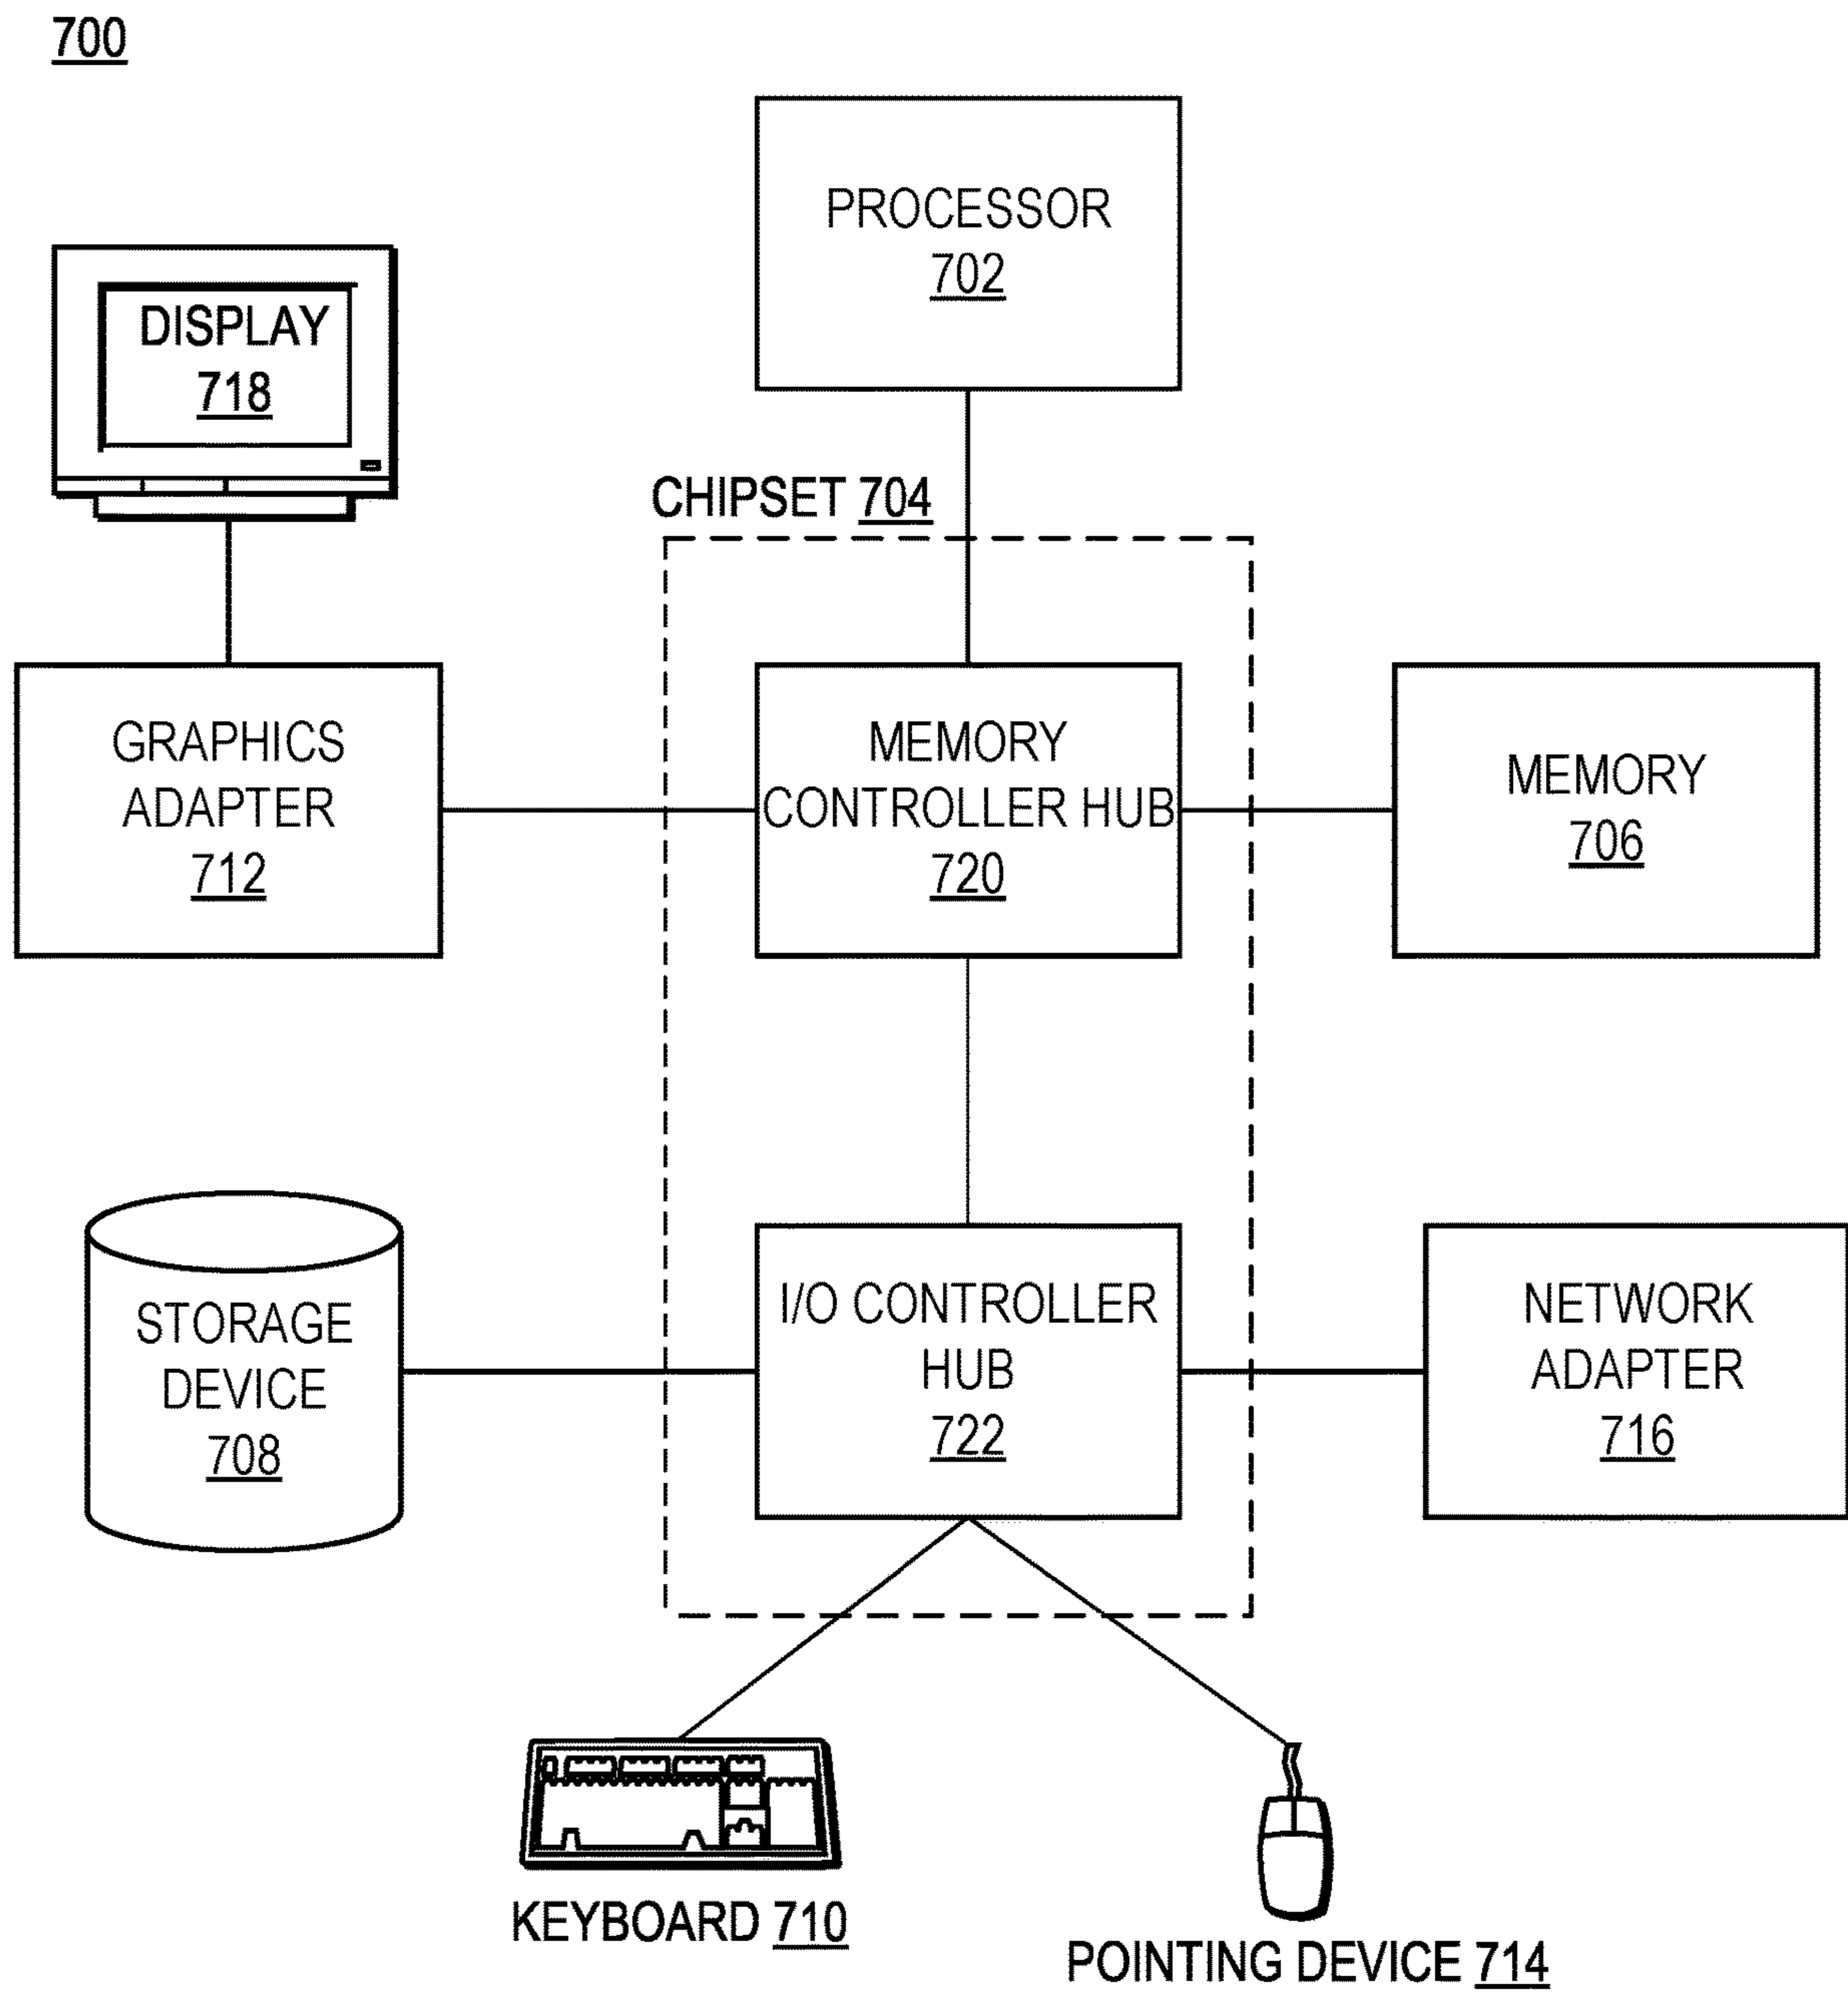 700
PROCESSOR
702
DISPLAY
718
CHIPSET 704
GRAPHICS
ADAPTER
712
MEMORY
CONTROLLER HUB
720
MEMORY
706
STORAGE
DEVICE
708
I/O CONTROLLER
HUB
722
NETWORK
ADAPTER
716
KEYBOARD 710
POINTING DEVICE 714